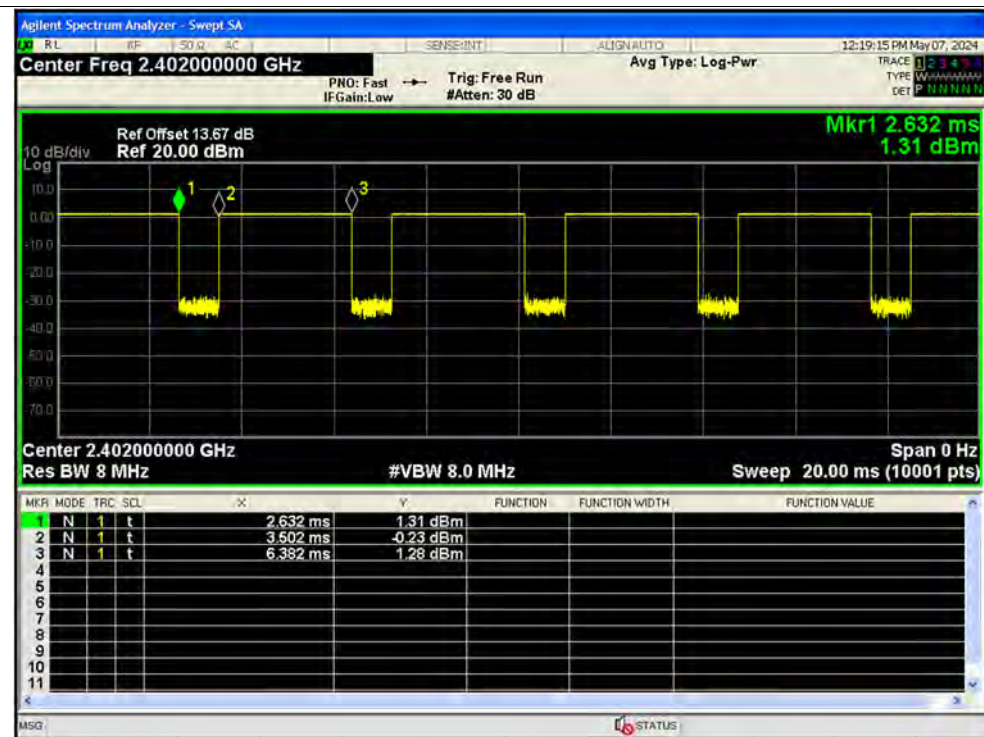 Agilent Spectrum Analyzer - Swept SA
RL RF 50 Ω AC SENSE:INT ALIGN AUTO 12:19:15 PM May 07, 2024
Center Freq 2.402000000 GHz Avg Type: Log-Pwr TRACE 1 2 3 4 5 6
PNO: Fast Trig: Free Run TYPE W
IFGain:Low #Atten: 30 dB DET P N N N N N
Mkr1 2.632 ms
Ref Offset 13.67 dB
10 dB/div Ref 20.00 dBm 1.31 dBm
Log
10.0
1 2 3
0.00
-10.0
-20.0
-30.0
-40.0
-50.0
-60.0
-70.0
Center 2.402000000 GHz Span 0 Hz
Res BW 8 MHz #VBW 8.0 MHz Sweep 20.00 ms (10001 pts)
MKR MODE TRC SCL X Y FUNCTION FUNCTION WIDTH FUNCTION VALUE
1 N 1 t 2.632 ms 1.31 dBm
2 N 1 t 3.502 ms -0.23 dBm
3 N 1 t 6.382 ms 1.28 dBm
4
5
6
7
8
9
10
11
MSG STATUS